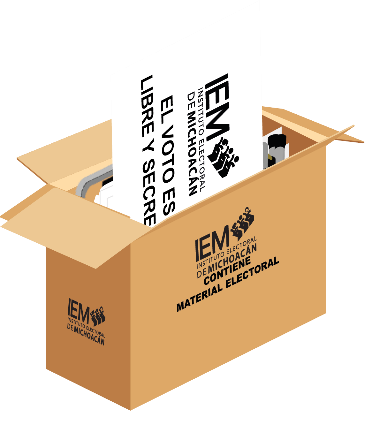 IEM
INSTITUTO ELECTORAL
DE MICHOACÁN
EL VOTO ES
LIBRE Y SECRE
IEM
INSTITUTO ELECTORAL
DE MICHOACÁN
CONTIENE
MATERIAL ELECTORAL
IEM
INSTITUTO ELECTORAL
DE MICHOACÁN